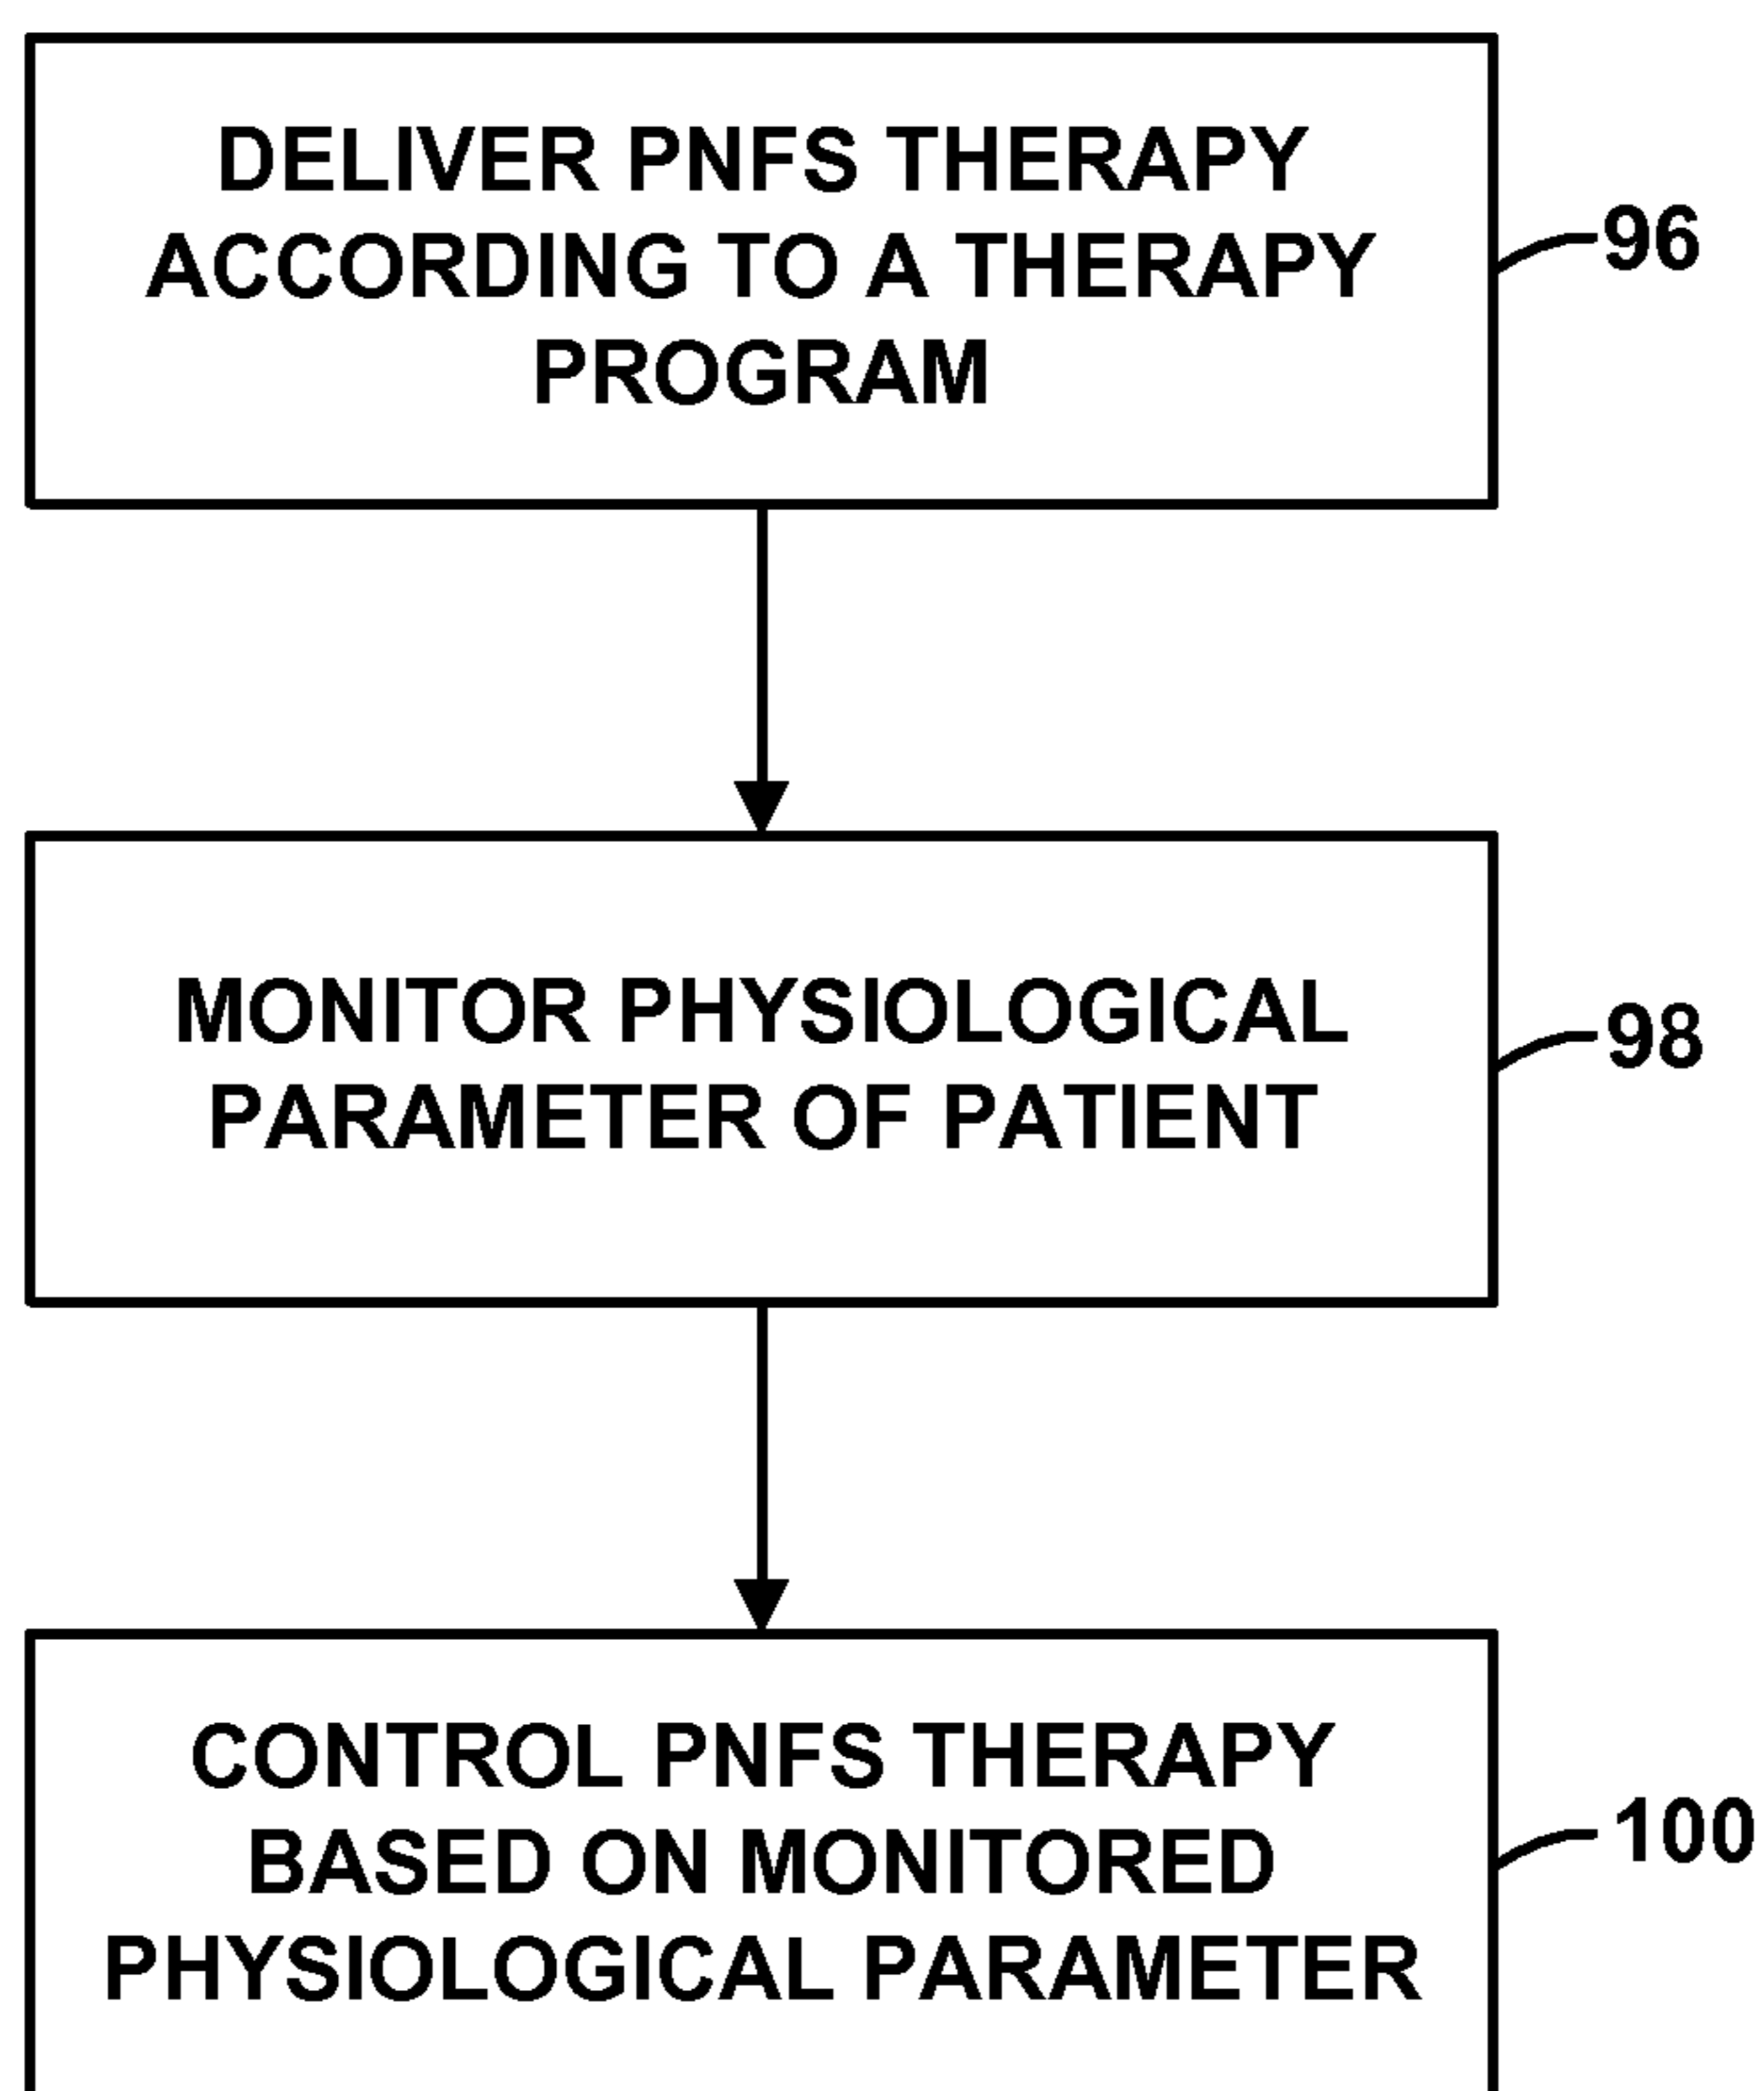 DELIVER PNFS THERAPY
ACCORDING TO A THERAPY
PROGRAM
96
MONITOR PHYSIOLOGICAL
PARAMETER OF PATIENT
98
CONTROL PNFS THERAPY
BASED ON MONITORED
PHYSIOLOGICAL PARAMETER
100